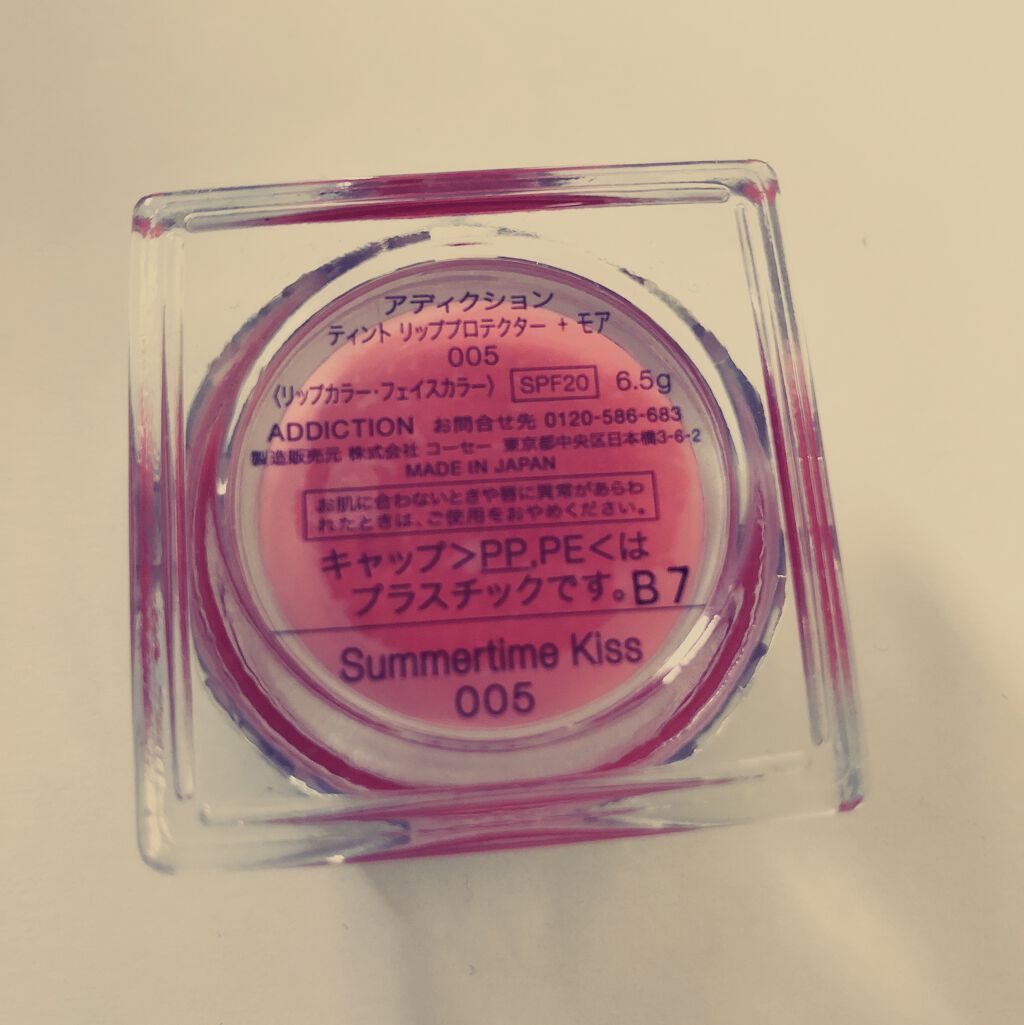 アディクション
ティント リッププロテクター + モア
005
〈リップカラー・フェイスカラー〉 SPF20 6.5g
ADDICTION お問合せ先 0120-586-683
製造販売元 株式会社 コーセー 東京都中央区日本橋3-6-2
MADE IN JAPAN
お肌に合わないときや唇に異常があらわ
れたときは、ご使用をおやめください。
キャップ＞PP,PE＜は
プラスチックです。B7
Summertime Kiss
005